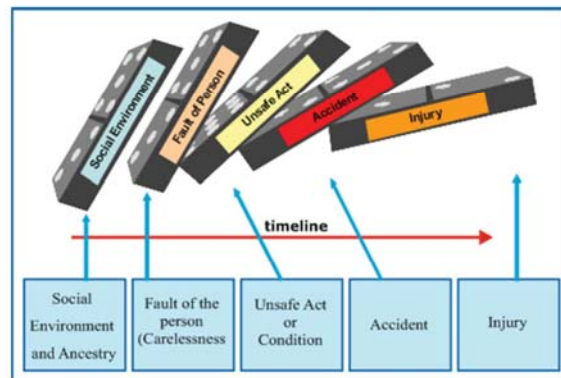 Social Environment
Fault of Person
Unsafe Act
Accident
Injury
timeline
Social
Environment
and Ancestry
Fault of the
person
(Carelessness
Unsafe Act
or
Condition
Accident
Injury